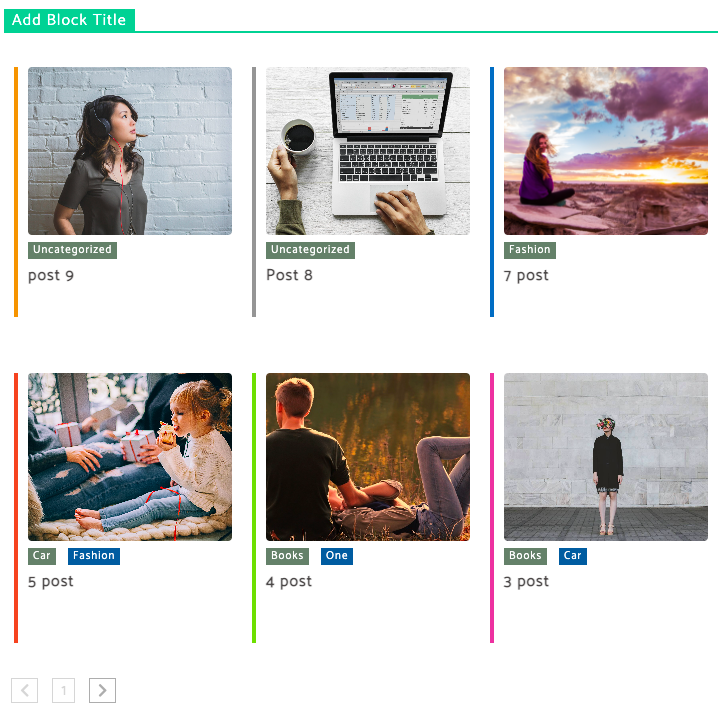 Add Block Title
Uncategorized
post 9
Uncategorized
Post 8
Fashion
7 post
Car Fashion
5 post
Books One
4 post
Books Car
3 post
1